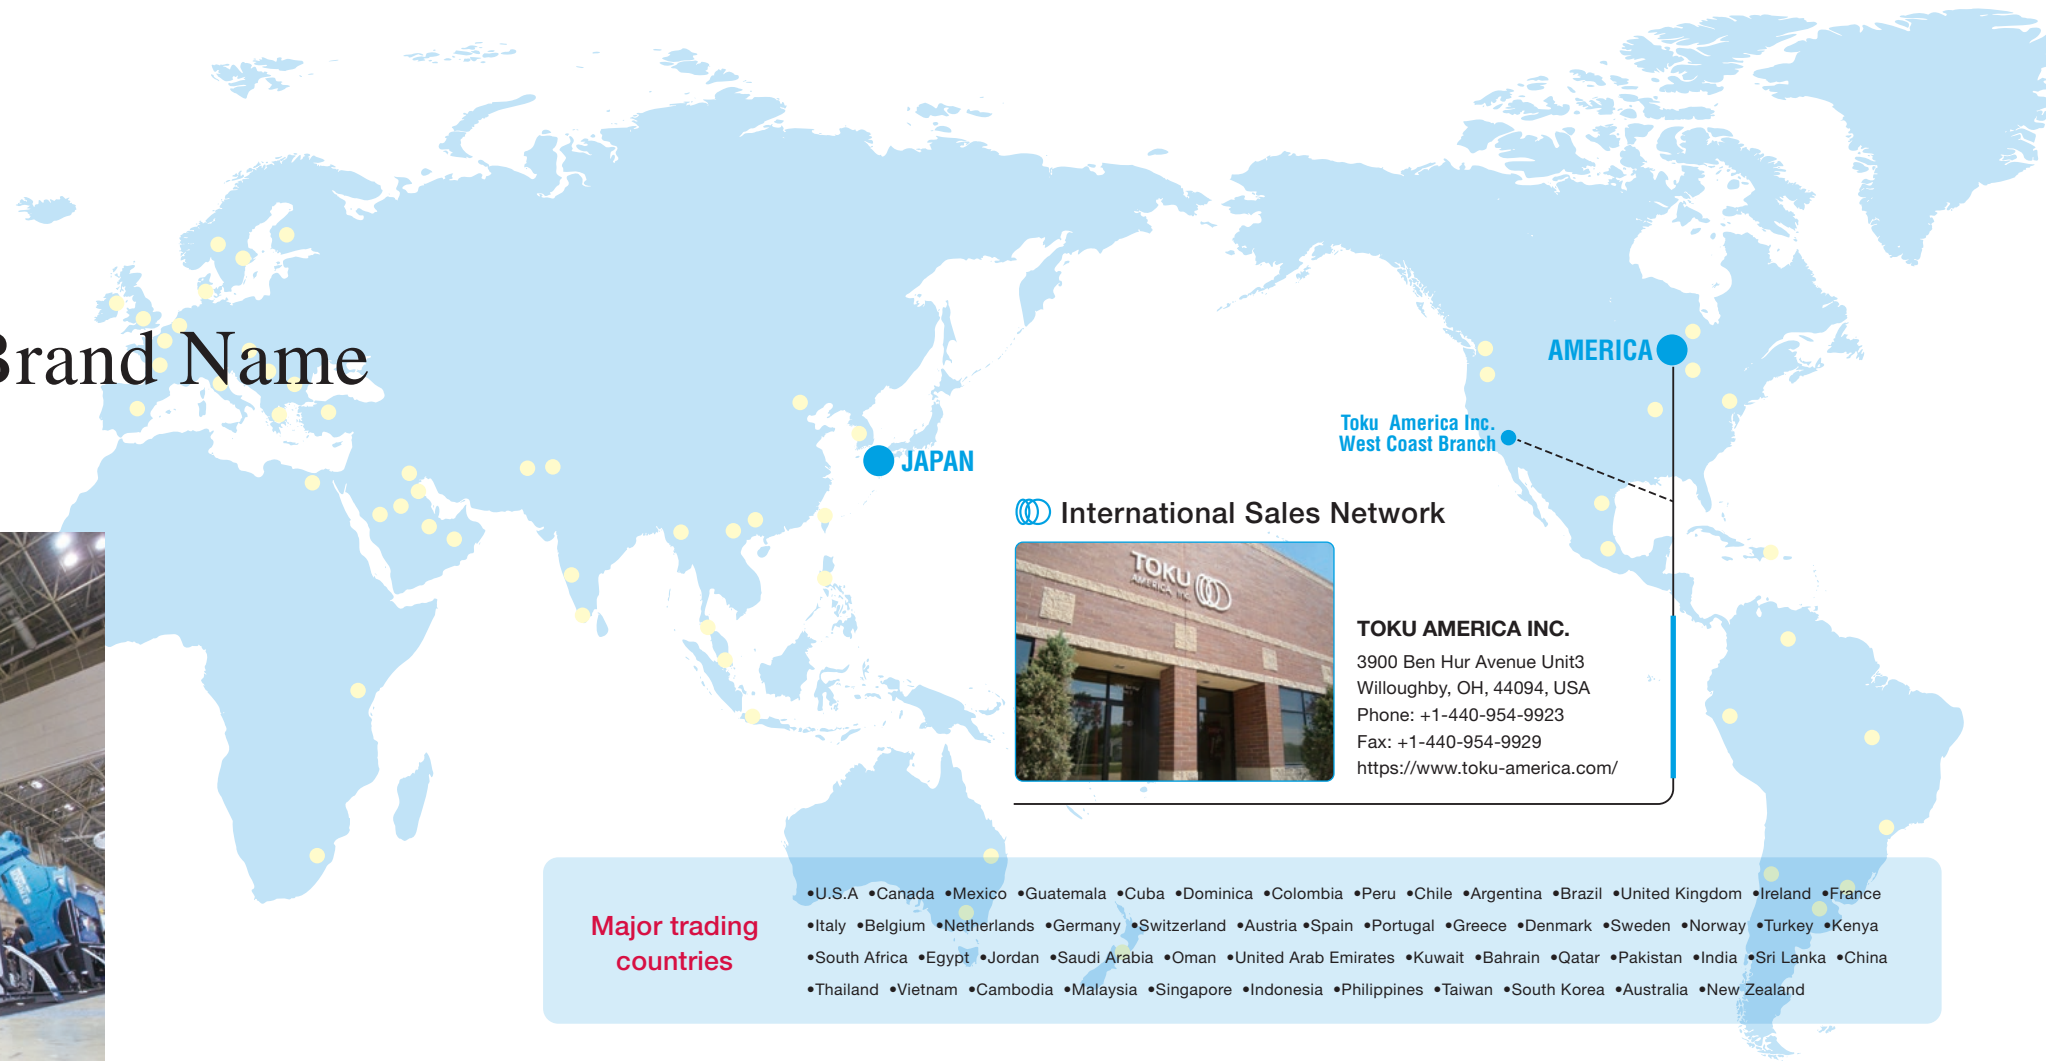 Brand Name
AMERICA
Toku America Inc.
West Coast Branch
JAPAN
International Sales Network
TOKU
AMERICA INC.
TOKU AMERICA INC.
3900 Ben Hur Avenue Unit3
Willoughby, OH, 44094, USA
Phone: +1-440-954-9923
Fax: +1-440-954-9929
https://www.toku-america.com/
Major trading
countries
•U.S.A •Canada •Mexico •Guatemala •Cuba •Dominica •Colombia •Peru •Chile •Argentina •Brazil •United Kingdom •Ireland •France
•Italy •Belgium •Netherlands •Germany •Switzerland •Austria •Spain •Portugal •Greece •Denmark •Sweden •Norway •Turkey •Kenya
•South Africa •Egypt •Jordan •Saudi Arabia •Oman •United Arab Emirates •Kuwait •Bahrain •Qatar •Pakistan •India •Sri Lanka •China
•Thailand •Vietnam •Cambodia •Malaysia •Singapore •Indonesia •Philippines •Taiwan •South Korea •Australia •New Zealand